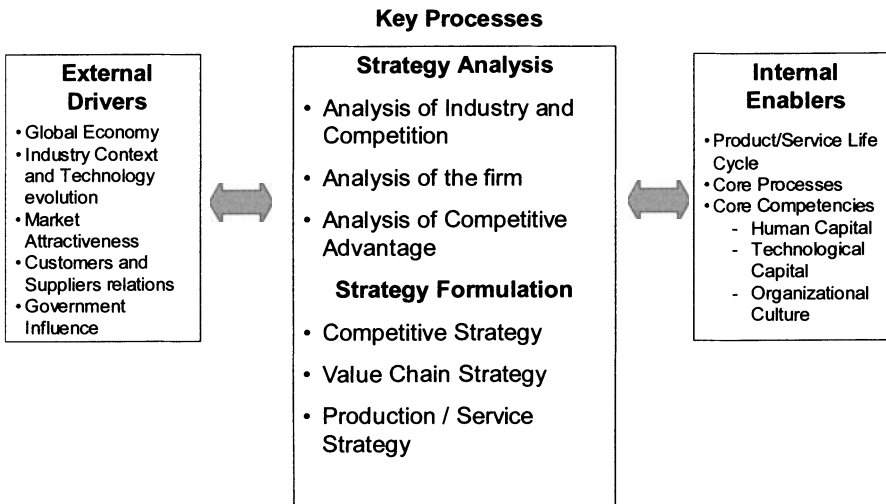 Key Processes
External
Drivers
• Global Economy
• Industry Context
and Technology
evolution
• Market
Attractiveness
• Customers and
Suppliers relations
• Government
Influence
Strategy Analysis
• Analysis of Industry and
Competition
• Analysis of the firm
• Analysis of Competitive
Advantage
Strategy Formulation
• Competitive Strategy
• Value Chain Strategy
• Production / Service
Strategy
Internal
Enablers
• Product/Service Life
Cycle
• Core Processes
• Core Competencies
- Human Capital
- Technological
Capital
- Organizational
Culture